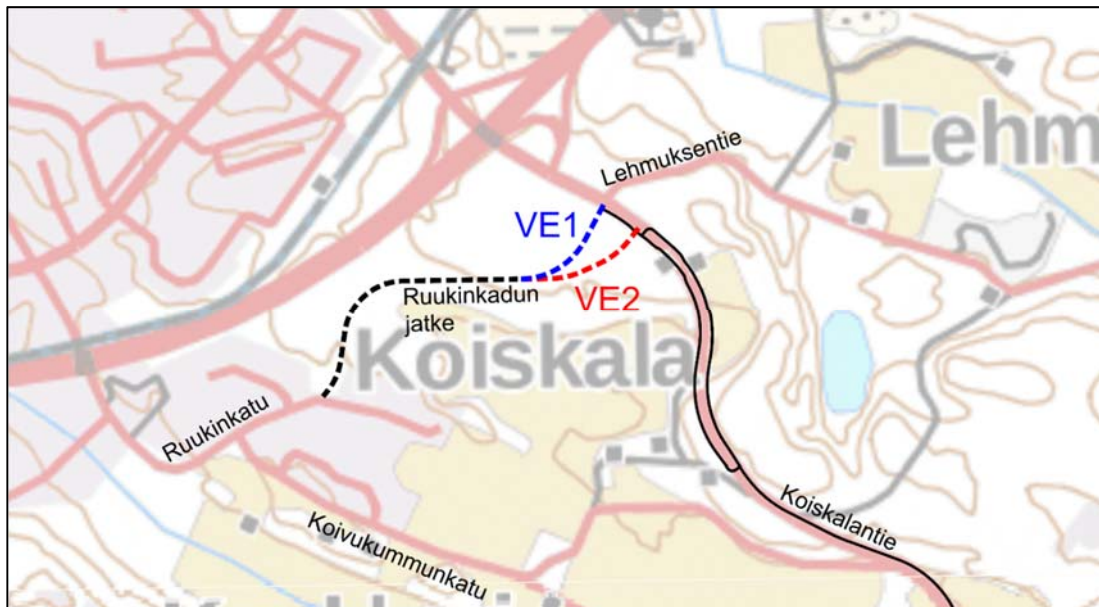 Lehm
Lehmuksentie
VE1
VE2
Ruukinkadun
jatke
Koiskala
Ruukinkatu
Koiskalantie
Koivukummunkatu